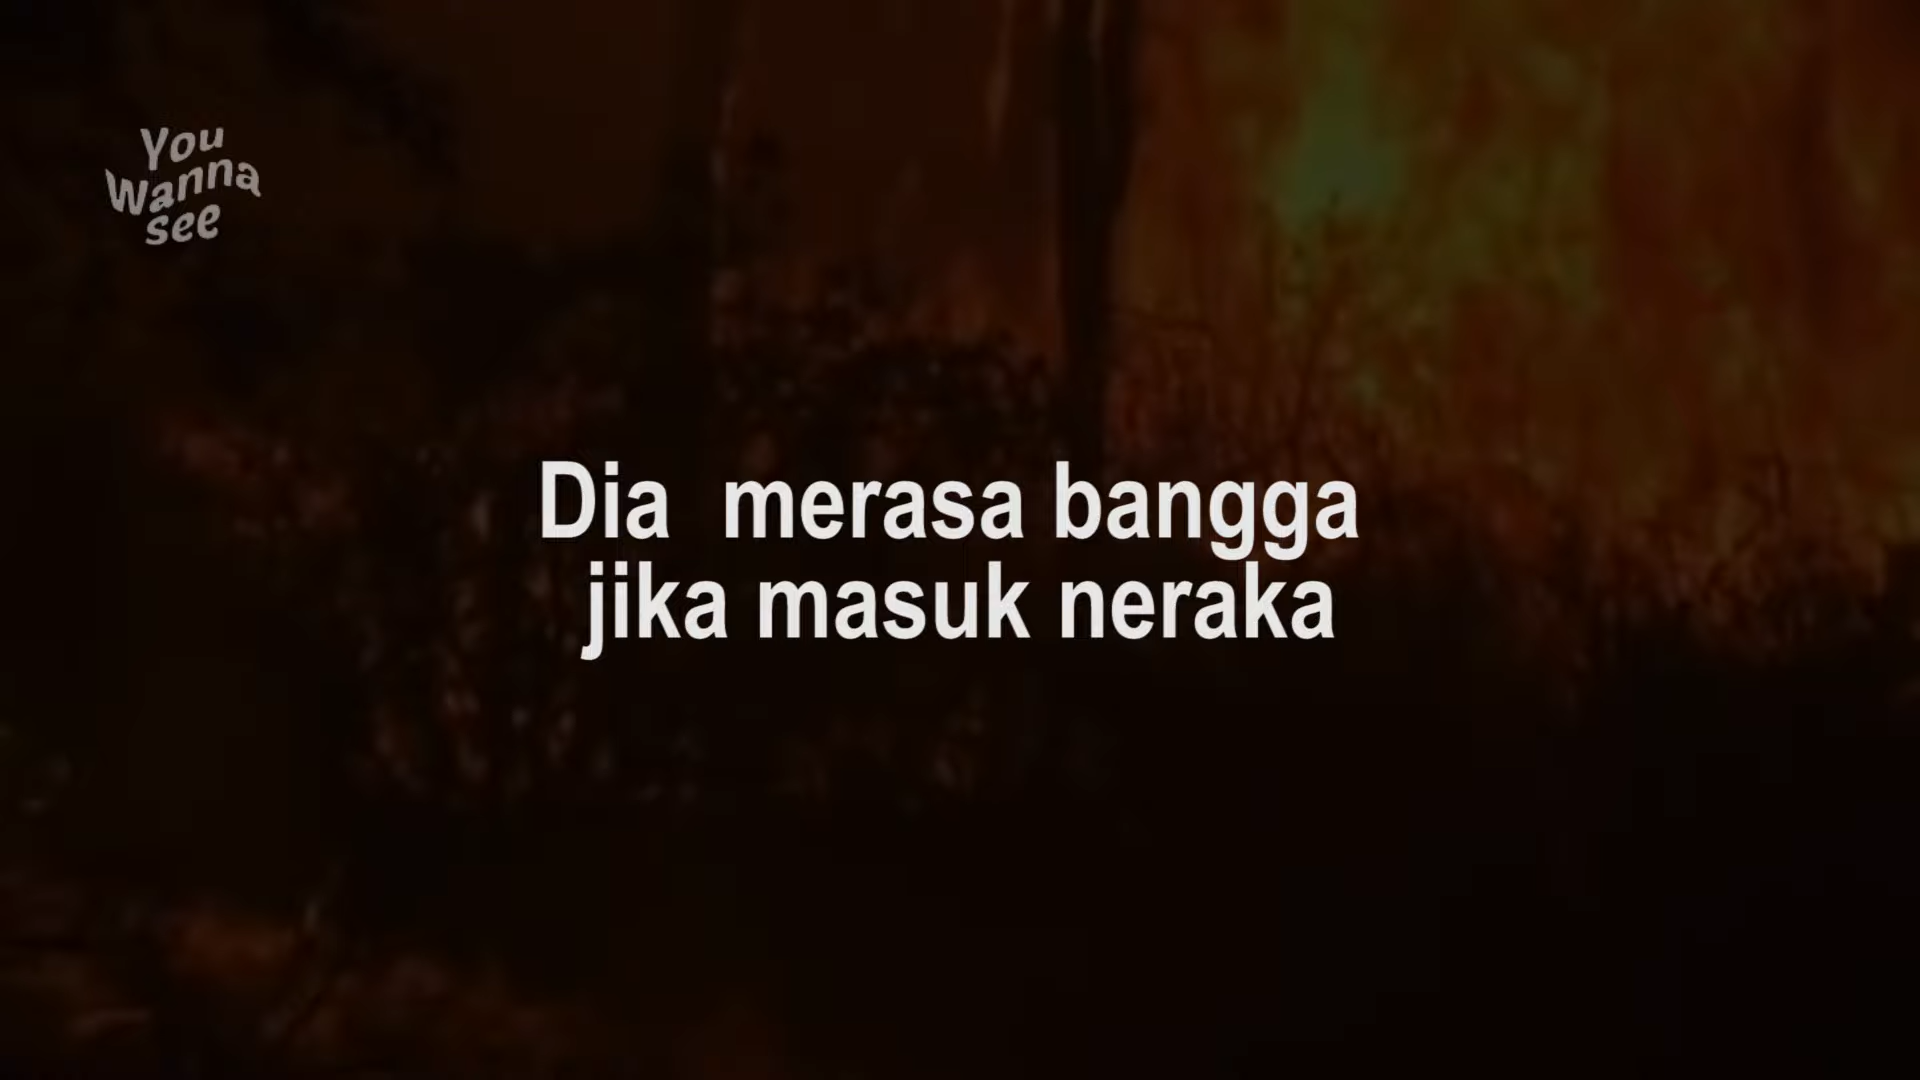 You
Wanna
see
Dia  merasa bangga
jika masuk neraka